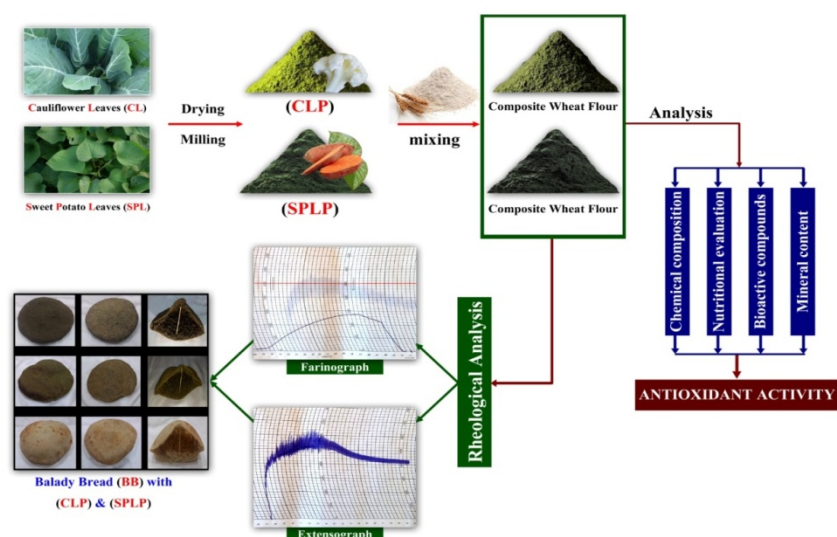 Cauliflower Leaves (CL)
Sweet Potato Leaves (SPL)
Drying
Milling
(CLP)
(SPLP)
mixing
Composite Wheat Flour
Composite Wheat Flour
Analysis
Chemical composition
Nutritional evaluation
Bioactive compounds
Mineral content
ANTIOXIDANT ACTIVITY
Rheological Analysis
Farinograph
Extensograph
Balady Bread (BB) with
(CLP) & (SPLP)